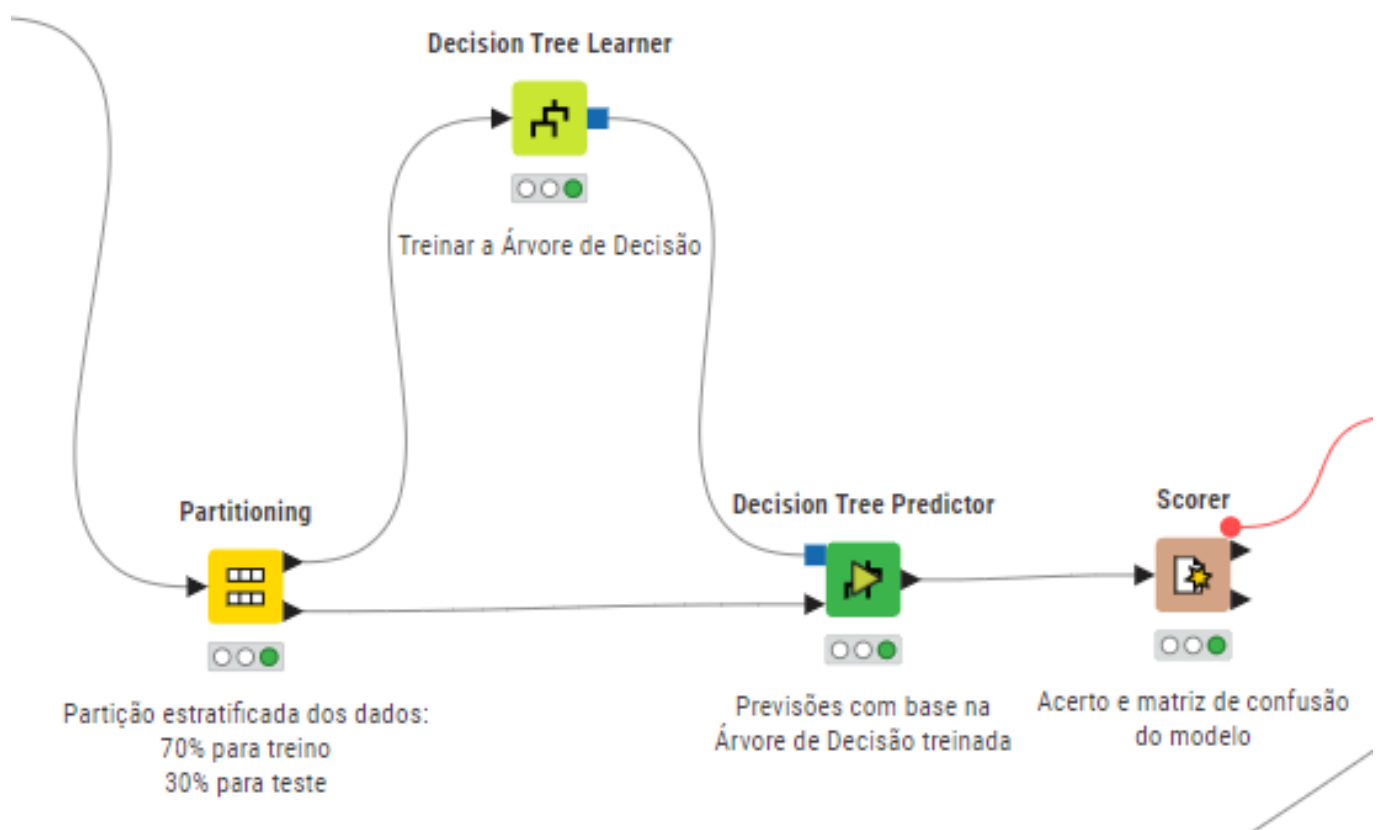 Decision Tree Learner
Treinar a Árvore de Decisão
Partitioning
Partição estratificada dos dados:
70% para treino
30% para teste
Decision Tree Predictor
Previsões com base na
Árvore de Decisão treinada
Scorer
Acerto e matriz de confusão
do modelo